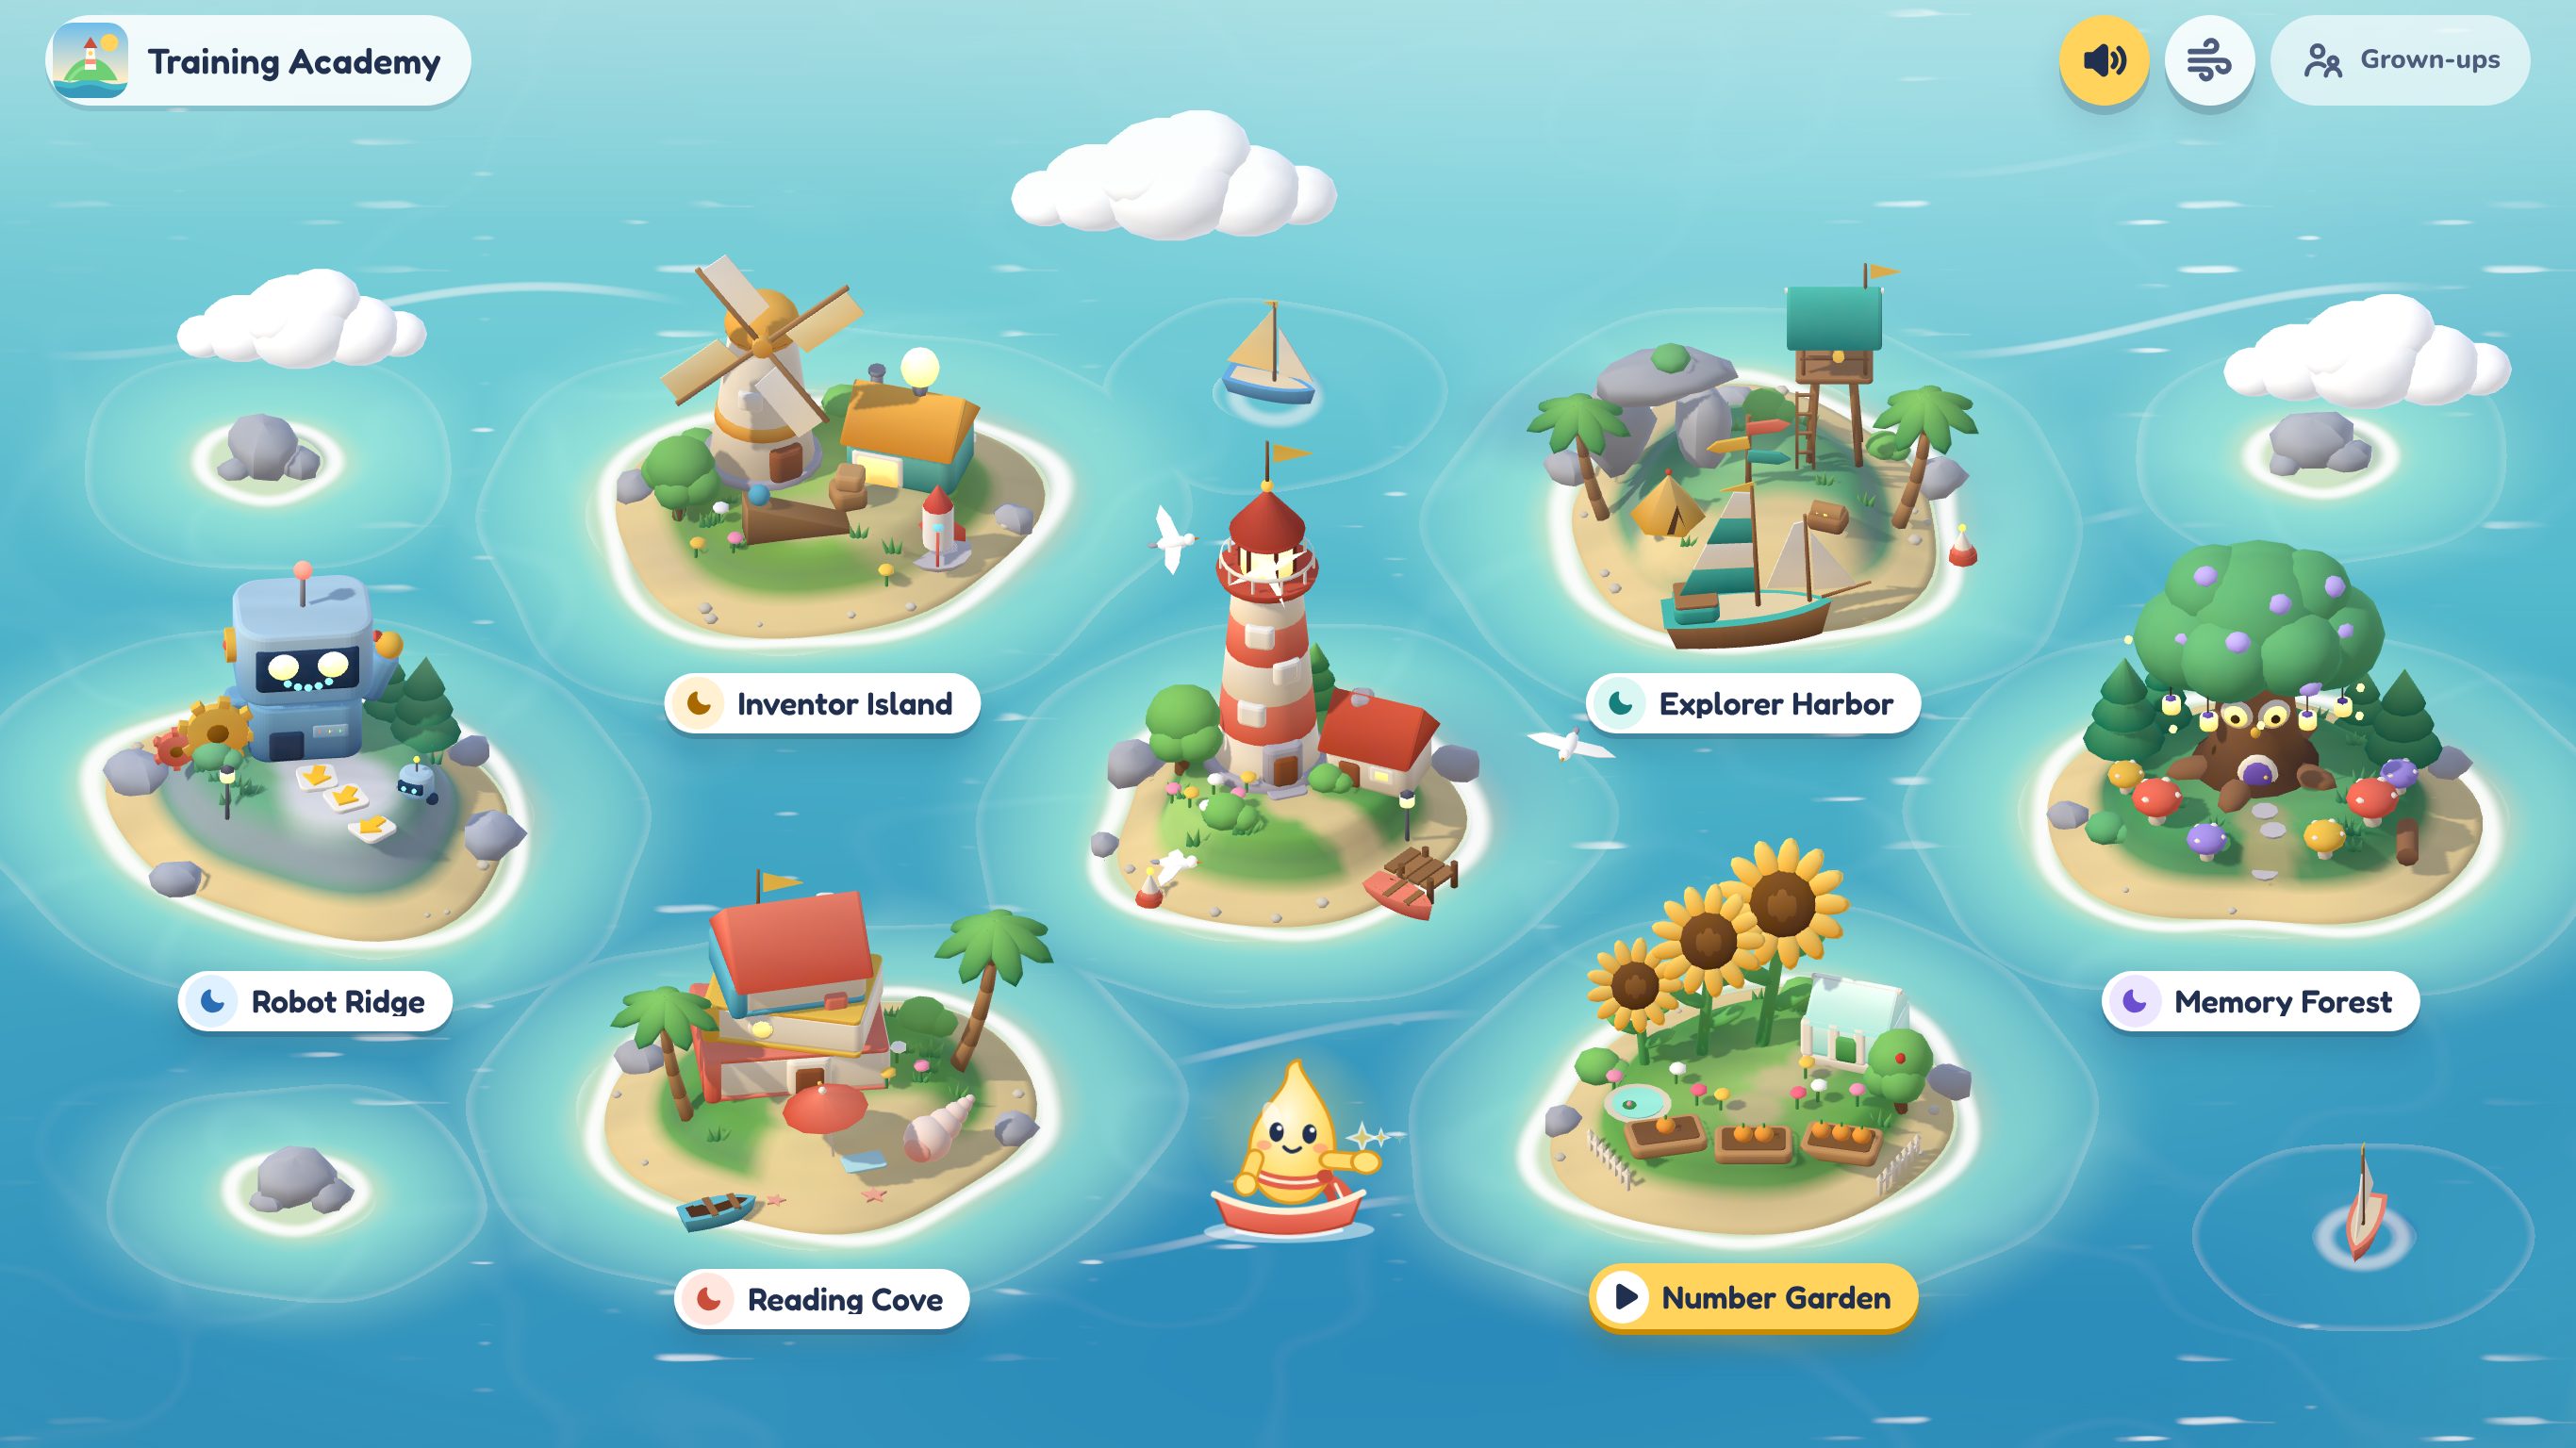 Training Academy
Grown-ups
Inventor Island
Explorer Harbor
Robot Ridge
Memory Forest
Reading Cove
Number Garden